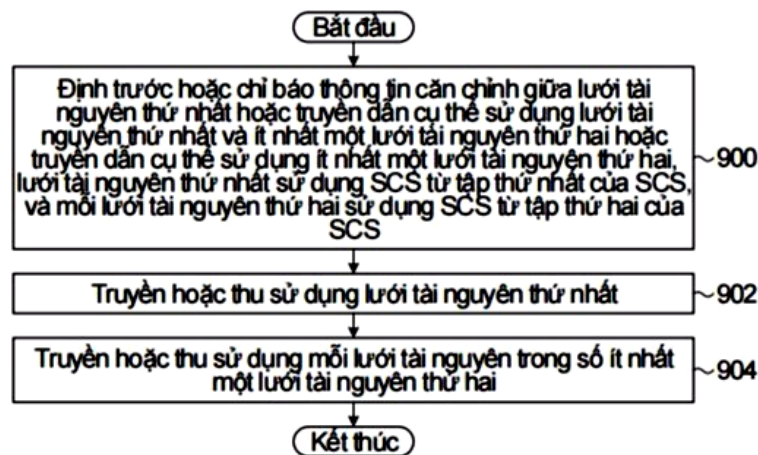 Bắt đầu
Định trước hoặc chỉ báo thông tin căn chỉnh giữa lưới tài
nguyên thứ nhất hoặc truyền dẫn cụ thể sử dụng lưới tài
nguyên thứ nhất và ít nhất một lưới tài nguyên thứ hai hoặc
truyền dẫn cụ thể sử dụng ít nhất một lưới tài nguyên thứ hai,
lưới tài nguyên thứ nhất sử dụng SCS từ tập thứ nhất của SCS,
và mỗi lưới tài nguyên thứ hai sử dụng SCS từ tập thứ hai của
SCS
900
Truyền hoặc thu sử dụng lưới tài nguyên thứ nhất
902
Truyền hoặc thu sử dụng mỗi lưới tài nguyên trong số ít nhất
một lưới tài nguyên thứ hai
904
Kết thúc